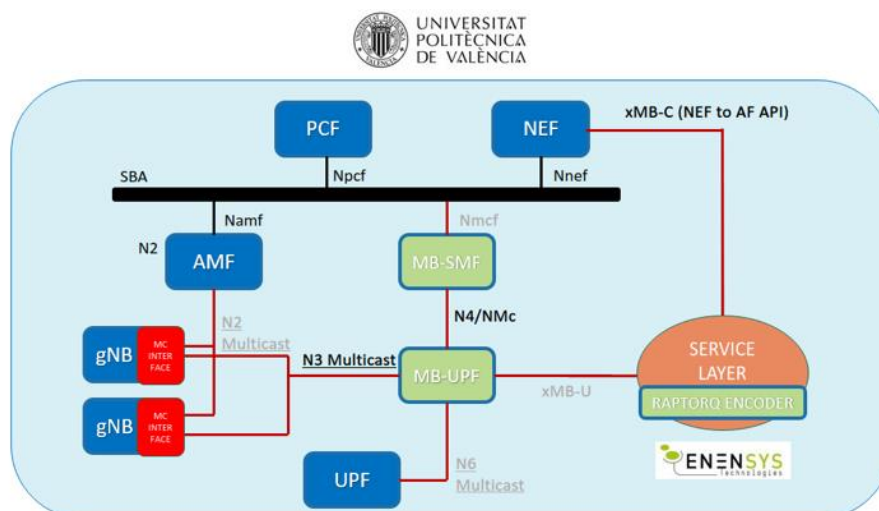 UNIVERSITAT
POLITÈCNICA
DE VALÈNCIA
PCF
NEF
xMB-C (NEF to AF API)
SBA
Npcf
Nnef
Namf
Nmcf
N2
AMF
MB-SMF
N2
Multicast
N4/NMc
gNB
MC
INTER
FACE
N3 Multicast
MB-UPF
xMB-U
SERVICE
LAYER
RAPTORQ ENCODER
gNB
MC
INTER
FACE
UPF
N6
Multicast
ENENSYS
Technologies